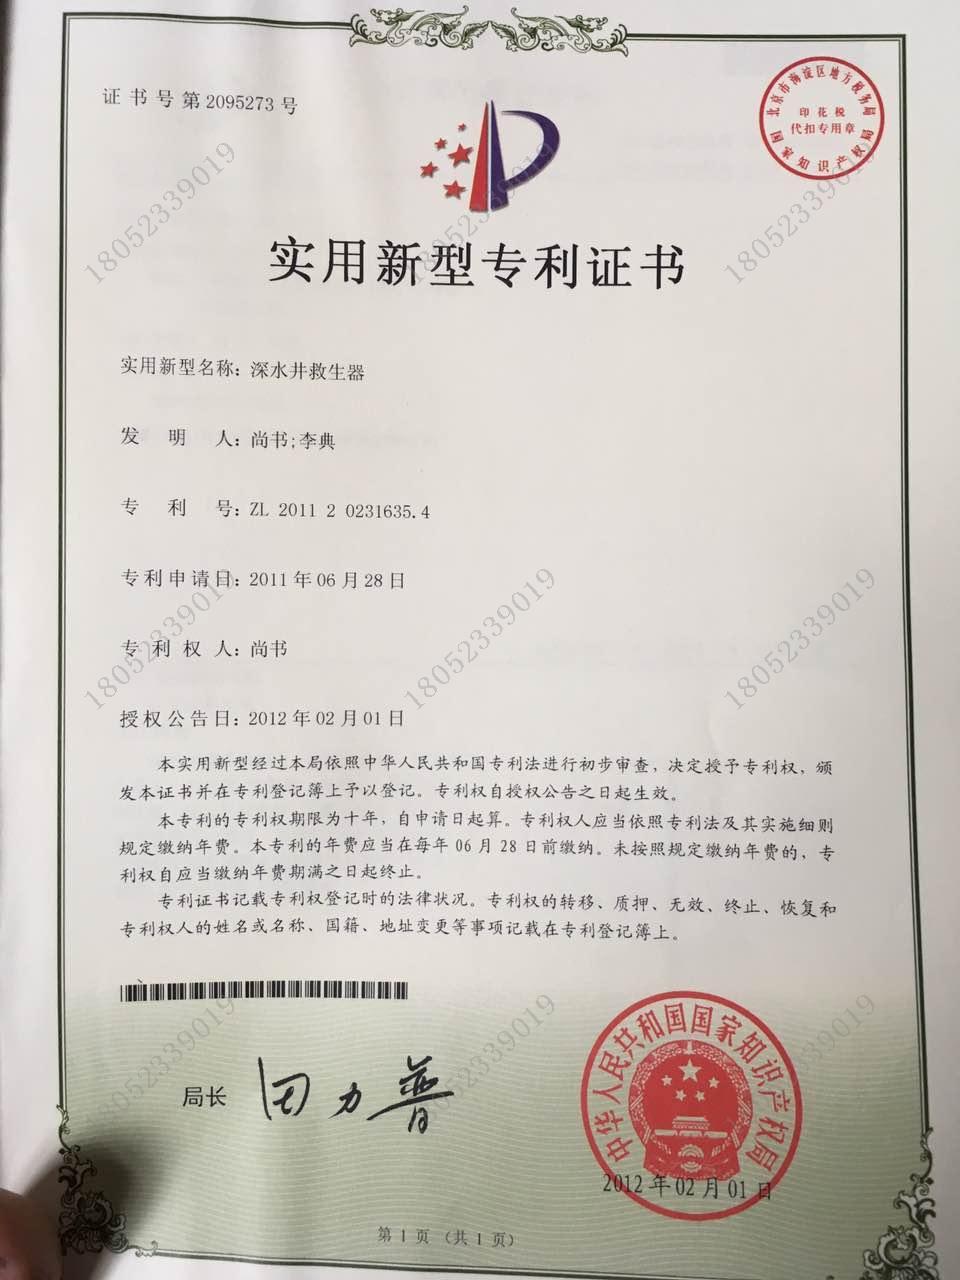 证书号第2095273号
北京市海淀区地方税务局
印花税
代扣专用章
国家知识产权局
实用新型专利证书
实用新型名称：深水井救生器
发明人：尚书;李典
专利号：ZL 2011 2 0231635.4
专利申请日：2011年06月28日
专利权人：尚书
授权公告日：2012年02月01日
本实用新型经过本局依照中华人民共和国专利法进行初步审查，决定授予专利权，颁
发本证书并在专利登记簿上予以登记。专利权自授权公告之日起生效。
本专利的专利权期限为十年，自申请日起算。专利权人应当依照专利法及其实施细则
规定缴纳年费。本专利的年费应当在每年06月28日前缴纳。未按照规定缴纳年费的，专
利权自应当缴纳年费期满之日起终止。
专利证书记载专利权登记时的法律状况。专利权的转移、质押、无效、终止、恢复和
专利权人的姓名或名称、国籍、地址变更等事项记载在专利登记簿上。
局长 田力普
中华人民共和国国家知识产权局
2012年02月01日
第1页（共1页）
18052339019
18052339019
18052339019
18052339019
18052339019
18052339019
18052339019
18052339019
18052339019